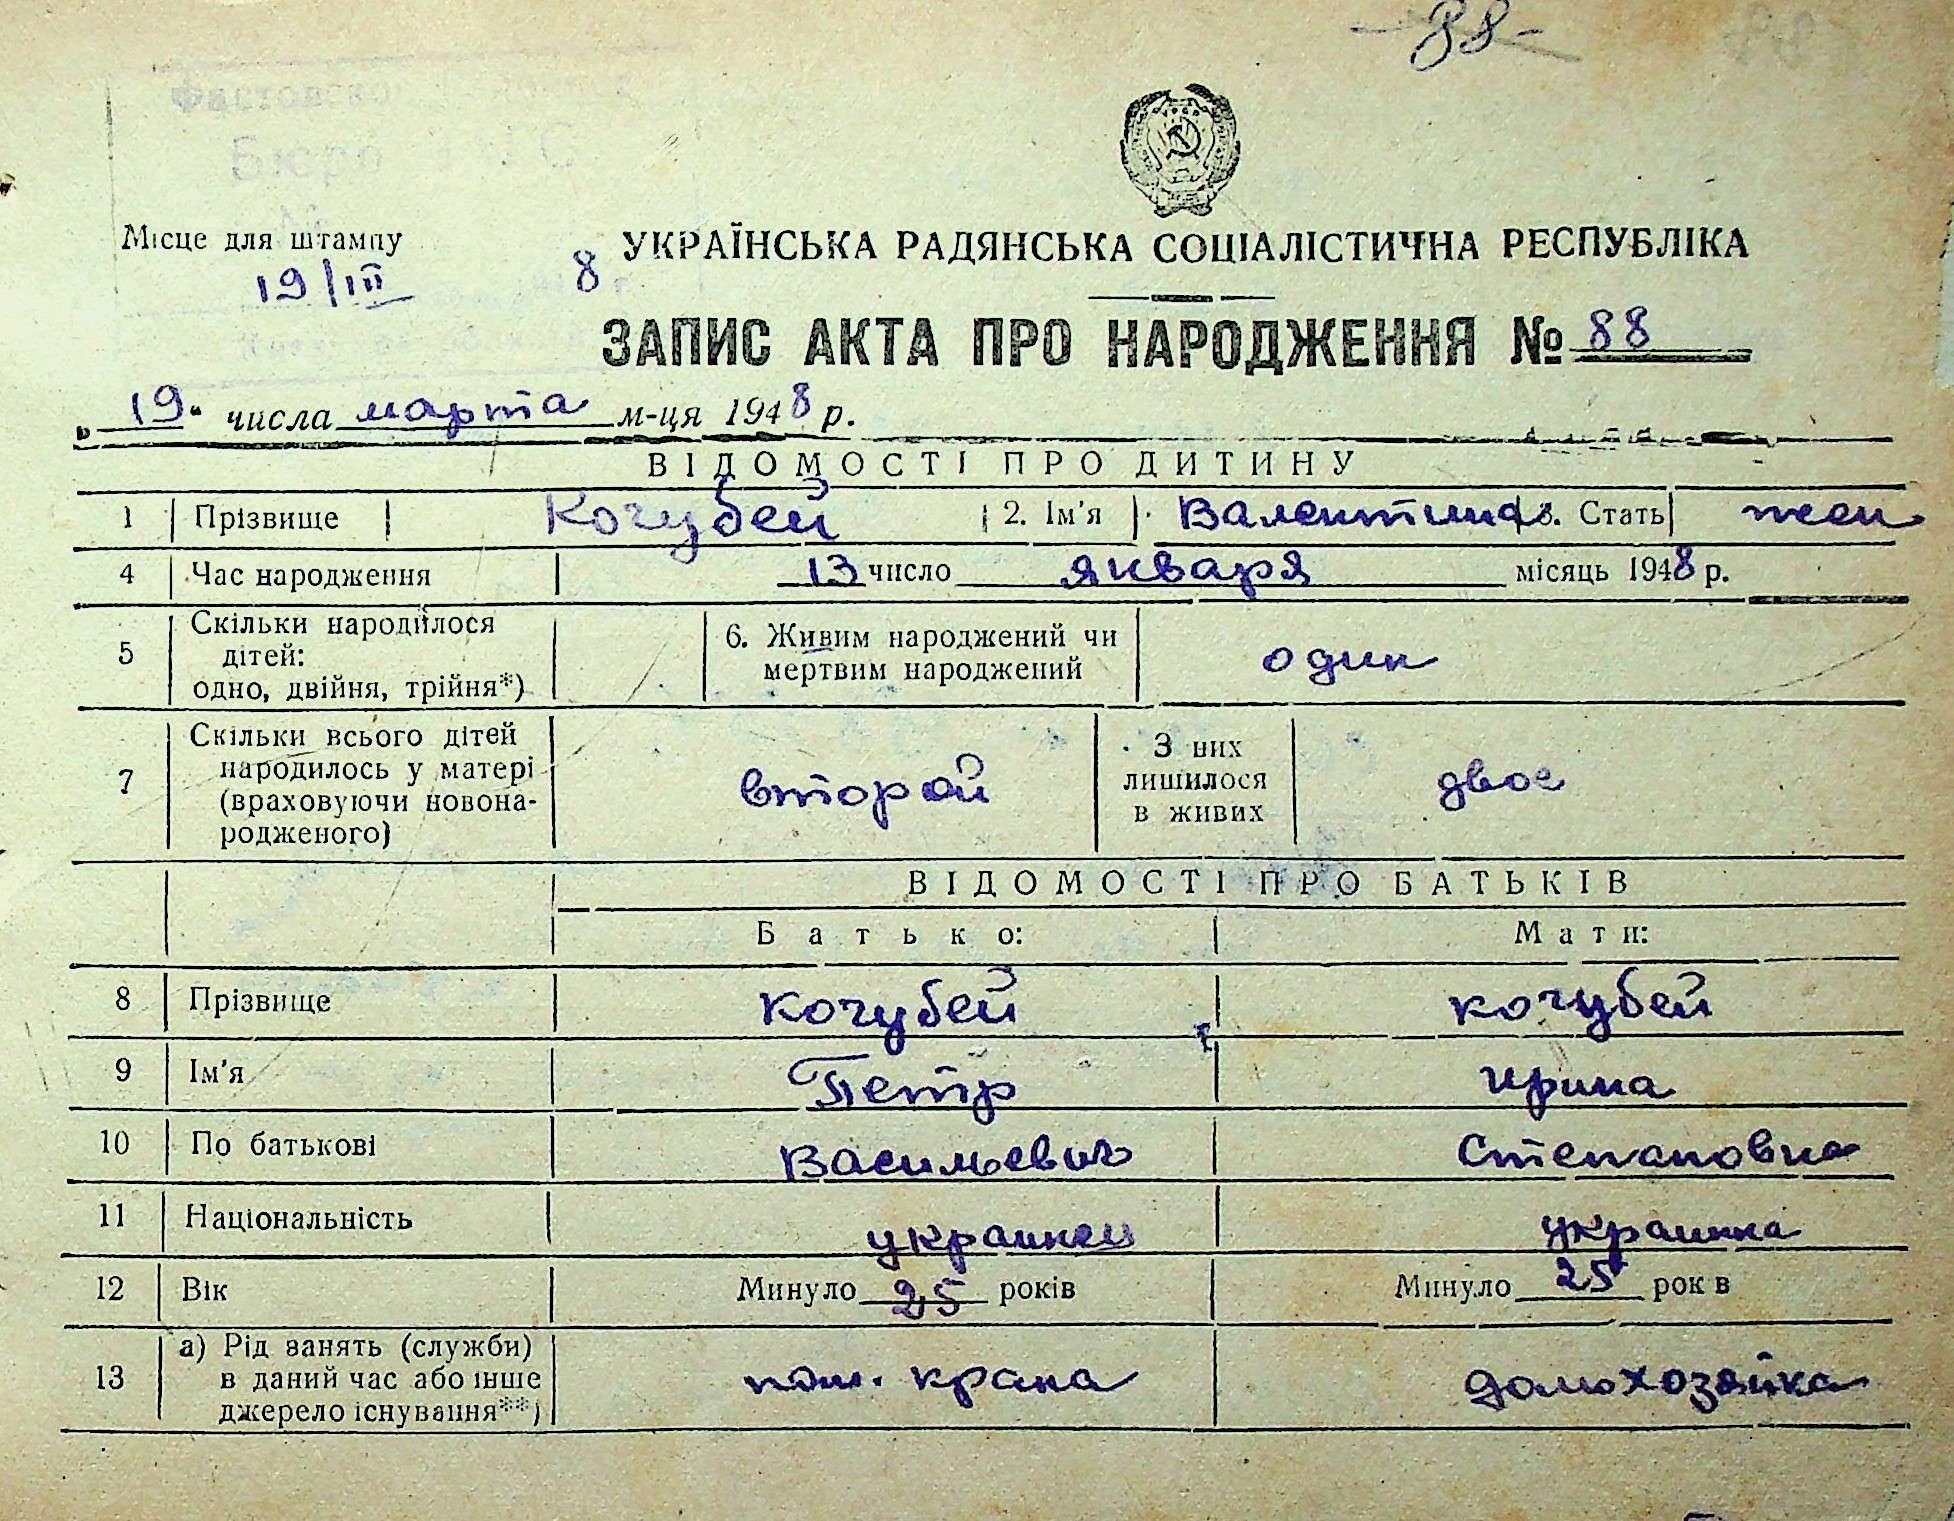 -88-
Фастовско
Бюро
Місце для штампу
19/III 8
УКРАЇНСЬКА РАДЯНСЬКА СОЦІАЛІСТИЧНА РЕСПУБЛІКА
ЗАПИС АКТА ПРО НАРОДЖЕННЯ № 88
„19“ числа марта м-ця 1948 р.
ВІДОМОСТІ ПРО ДИТИНУ
1 Прізвище Кочубей 2. Ім'я Валентина 3. Стать жен
4 Час народження 13 число января місяць 1948 р.
5 Скільки народилося дітей: одно, двійня, трійня*) 6. Живим народжений чи мертвим народжений один
7 Скільки всього дітей народилось у матері (враховуючи новонародженого) второй З них лишилося в живих двое
ВІДОМОСТІ ПРО БАТЬКІВ
Батько: Мати:
8 Прізвище Кочубей Кочубей
9 Ім'я Петр Ирина
10 По батькові Васильевич Степановна
11 Національність украинец украинка
12 Вік Минуло 25 років Минуло 25 рок в
13 а) Рід занять (служби) в даний час або інше джерело існування**) крана домохозяйка